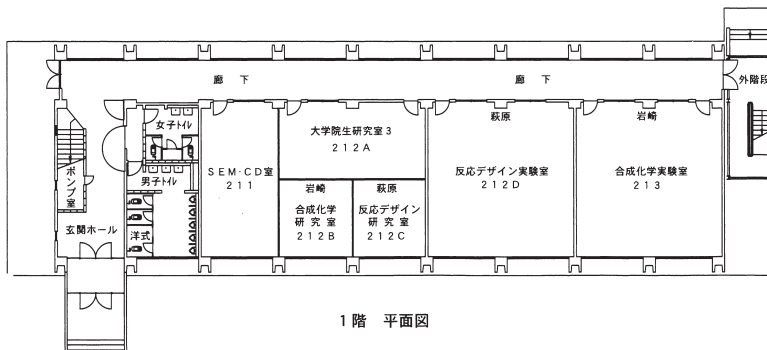 廊下
廊下
外階段
女子トイレ
大学院生研究室3
212A
萩原
岩崎
SEM・CD室
211
反応デザイン実験室
212D
合成化学実験室
213
ポンプ室
男子トイレ
岩崎
合成化学
研究室
212B
萩原
反応デザイン
研究室
212C
玄関ホール
洋式
1階 平面図